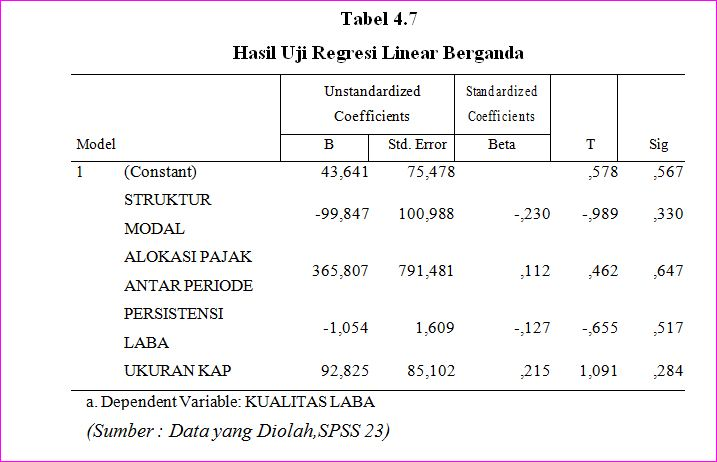 Tabel 4.7
Hasil Uji Regresi Linear Berganda
Unstandardized Standardized
Coefficients Coefficients
Model B Std. Error Beta T Sig
1 (Constant) 43,641 75,478 ,578 ,567
STRUKTUR
MODAL -99,847 100,988 -,230 -,989 ,330
ALOKASI PAJAK
ANTAR PERIODE 365,807 791,481 ,112 ,462 ,647
PERSISTENSI
LABA -1,054 1,609 -,127 -,655 ,517
UKURAN KAP 92,825 85,102 ,215 1,091 ,284
a. Dependent Variable: KUALITAS LABA
(Sumber : Data yang Diolah,SPSS 23)